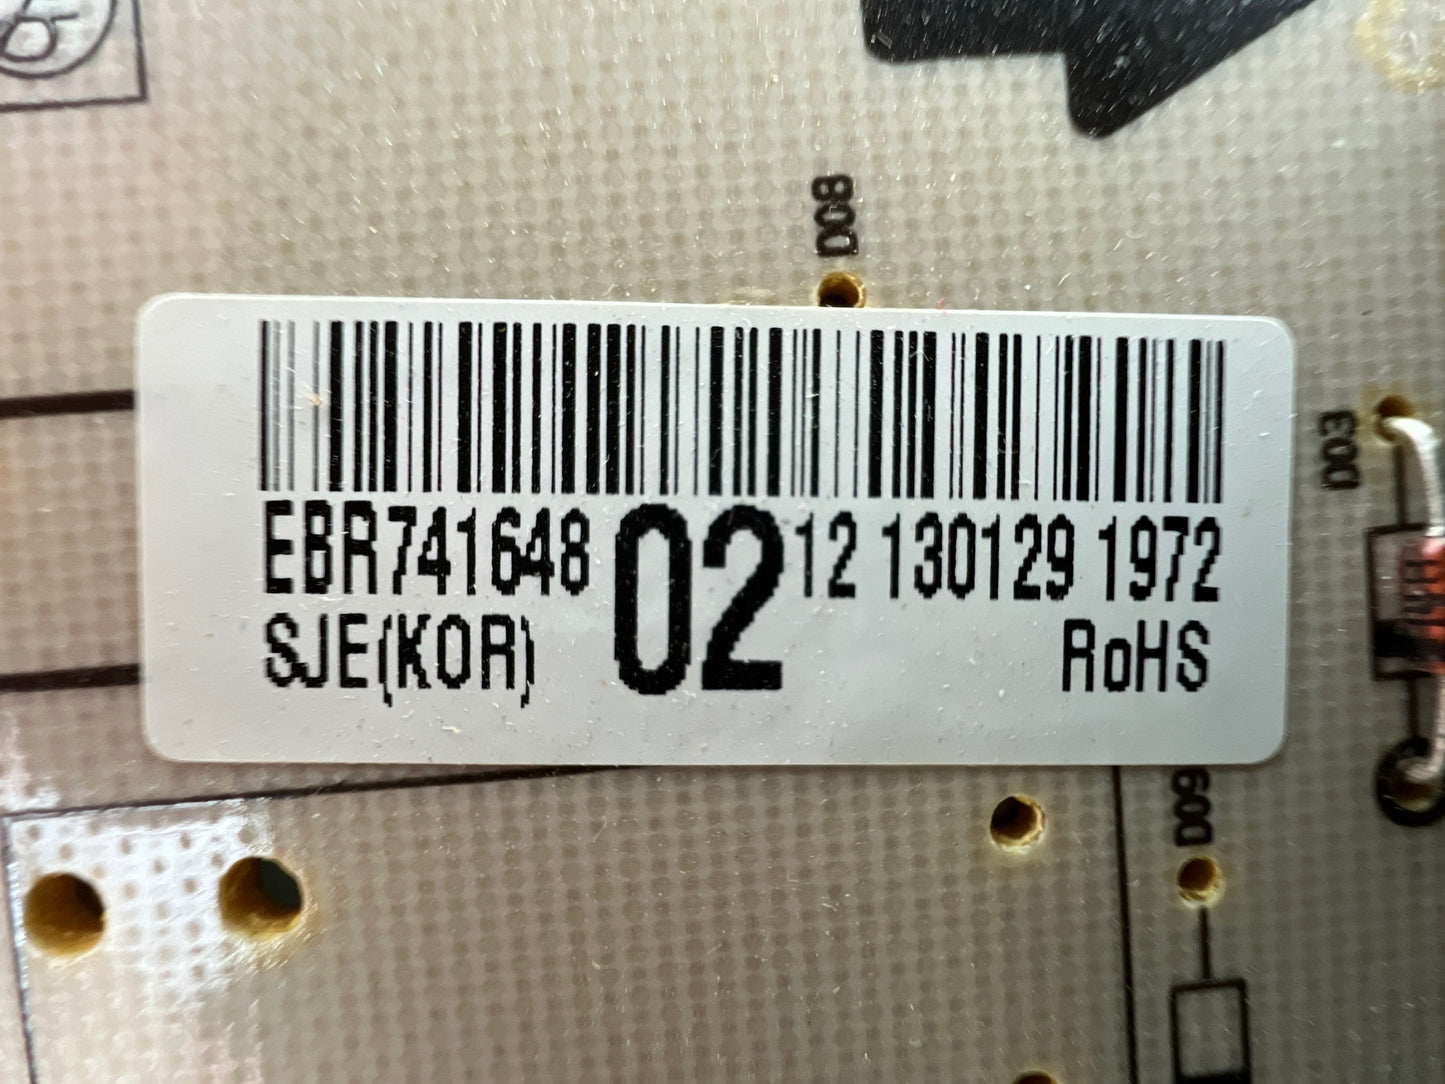 D08
EBR741648 02 12 130129 1972
SJE(KOR) RoHS
D03
D09